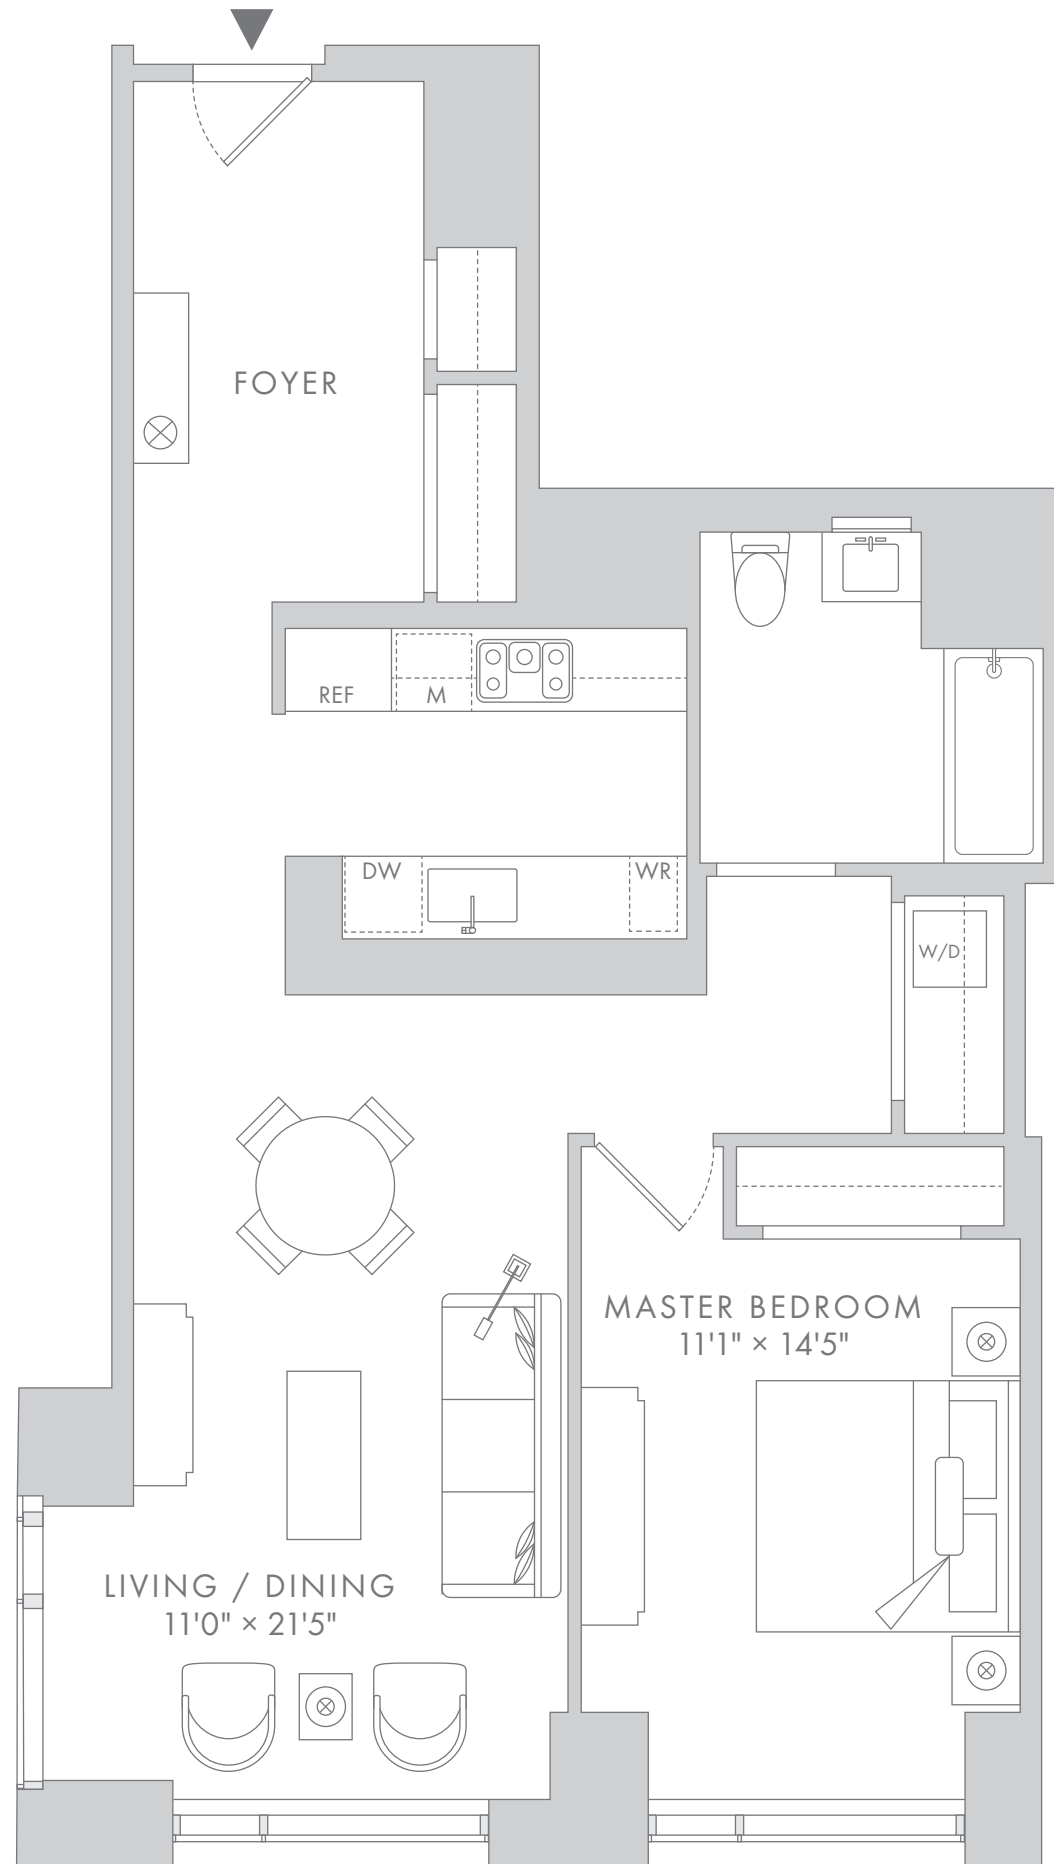 FOYER
REF
M
DW
WR
W/D
MASTER BEDROOM
11'1" × 14'5"
LIVING / DINING
11'0" × 21'5"